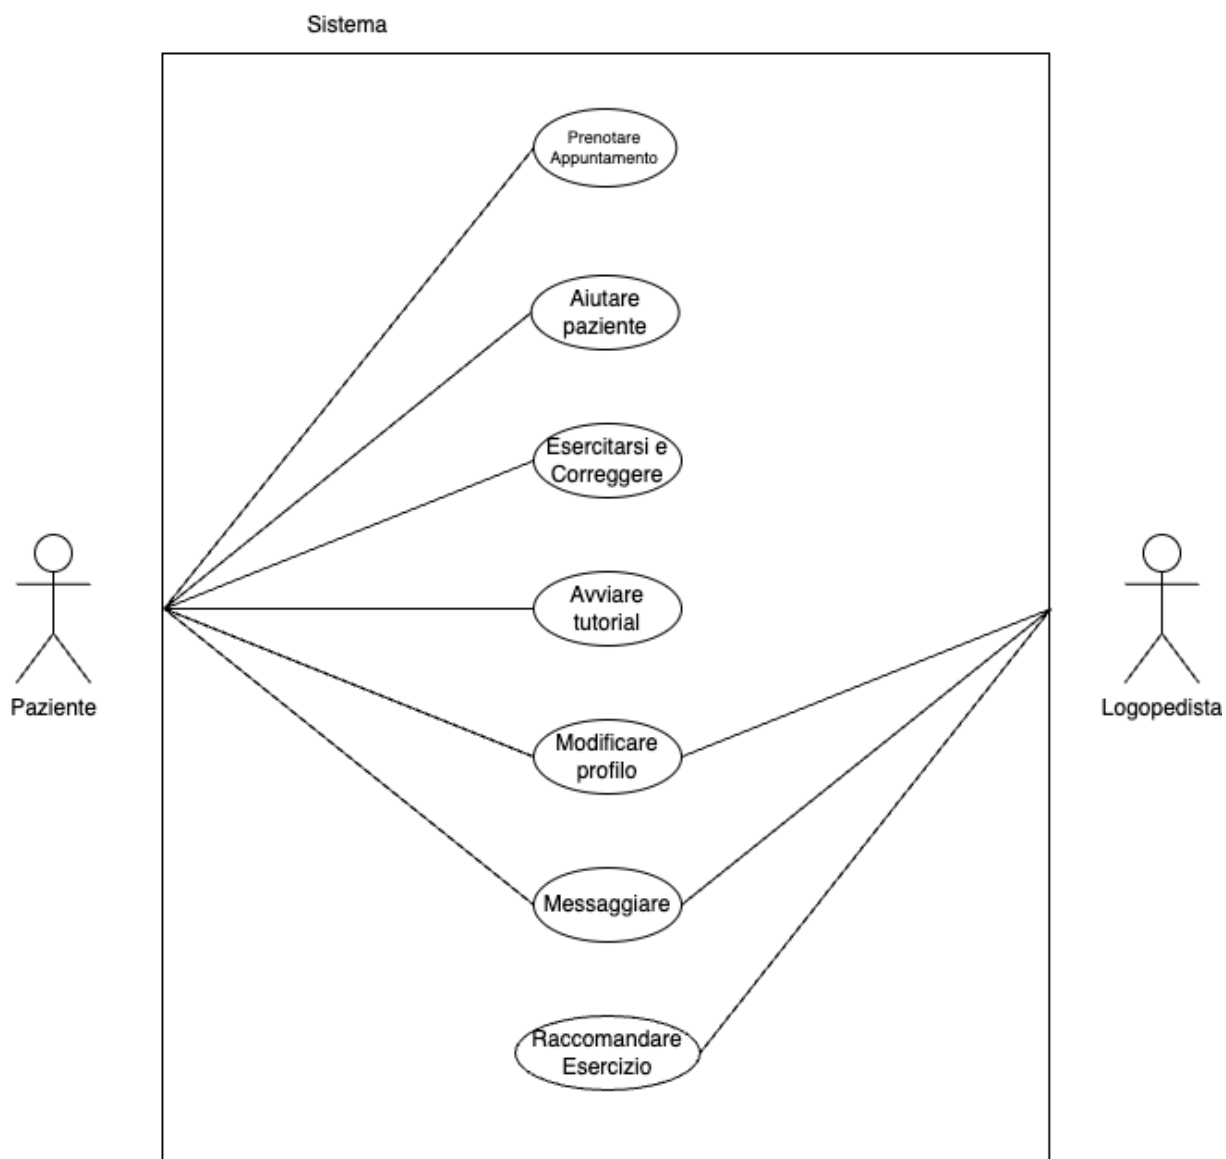 Sistema
Prenotare
Appuntamento
Aiutare
paziente
Esercitarsi e
Correggere
Avviare
tutorial
Paziente
Logopedista
Modificare
profilo
Messaggiare
Raccomandare
Esercizio